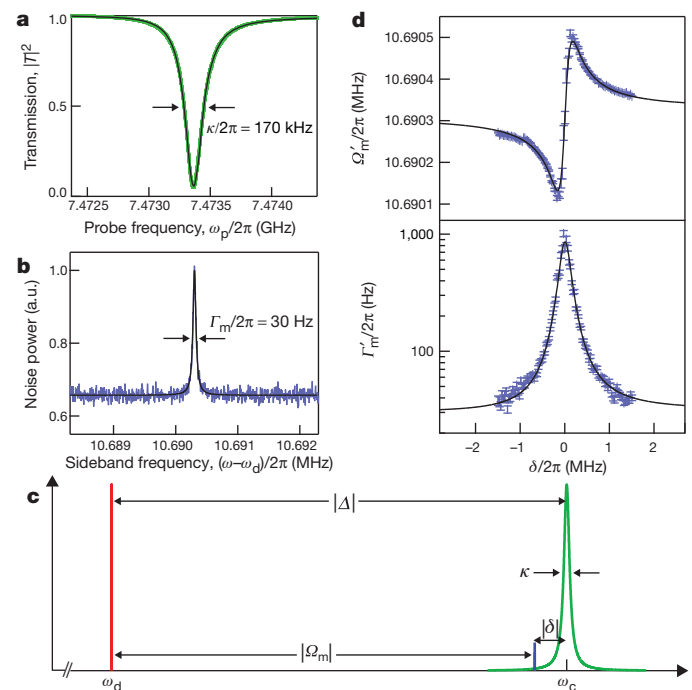 a
Transmission, |T|²
1.0
0.5
0.0
κ/2π = 170 kHz
7.4725
7.4730
7.4735
7.4740
Probe frequency, ωp/2π (GHz)
b
Noise power (a.u.)
1.0
0.8
0.6
Γm/2π = 30 Hz
10.689
10.690
10.691
10.692
Sideband frequency, (ω–ωd)/2π (MHz)
d
Ω′m/2π (MHz)
10.6905
10.6904
10.6903
10.6902
10.6901
Γ′m/2π (Hz)
1,000
100
–2
–1
0
1
2
δ/2π (MHz)
c
|Δ|
κ
|δ|
|Ωm|
ωd
ωc